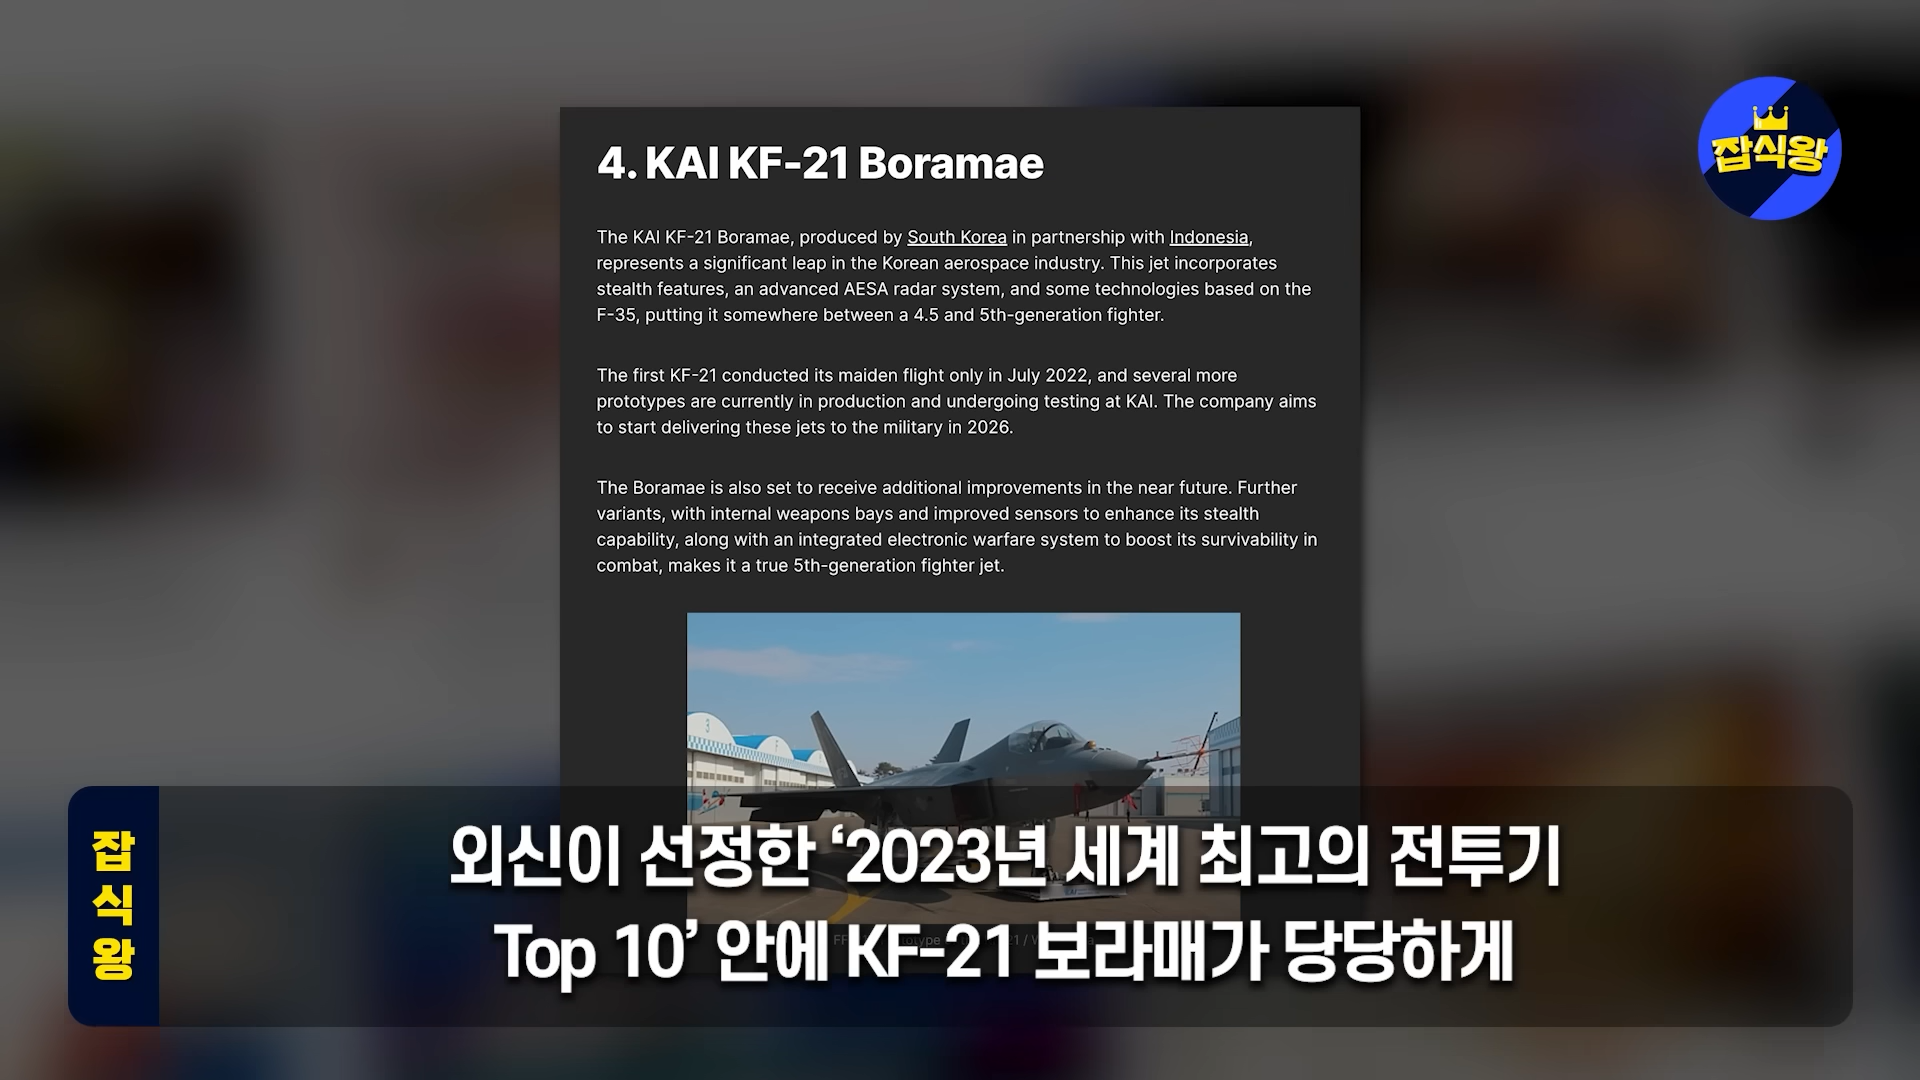 잡식왕
4. KAI KF-21 Boramae
The KAI KF-21 Boramae, produced by South Korea in partnership with Indonesia,
represents a significant leap in the Korean aerospace industry. This jet incorporates
stealth features, an advanced AESA radar system, and some technologies based on the
F-35, putting it somewhere between a 4.5 and 5th-generation fighter.
The first KF-21 conducted its maiden flight only in July 2022, and several more
prototypes are currently in production and undergoing testing at KAI. The company aims
to start delivering these jets to the military in 2026.
The Boramae is also set to receive additional improvements in the near future. Further
variants, with internal weapons bays and improved sensors to enhance its stealth
capability, along with an integrated electronic warfare system to boost its survivability in
combat, makes it a true 5th-generation fighter jet.
잡식왕
외신이 선정한 ‘2023년 세계 최고의 전투기
Top 10’ 안에 KF-21 보라매가 당당하게